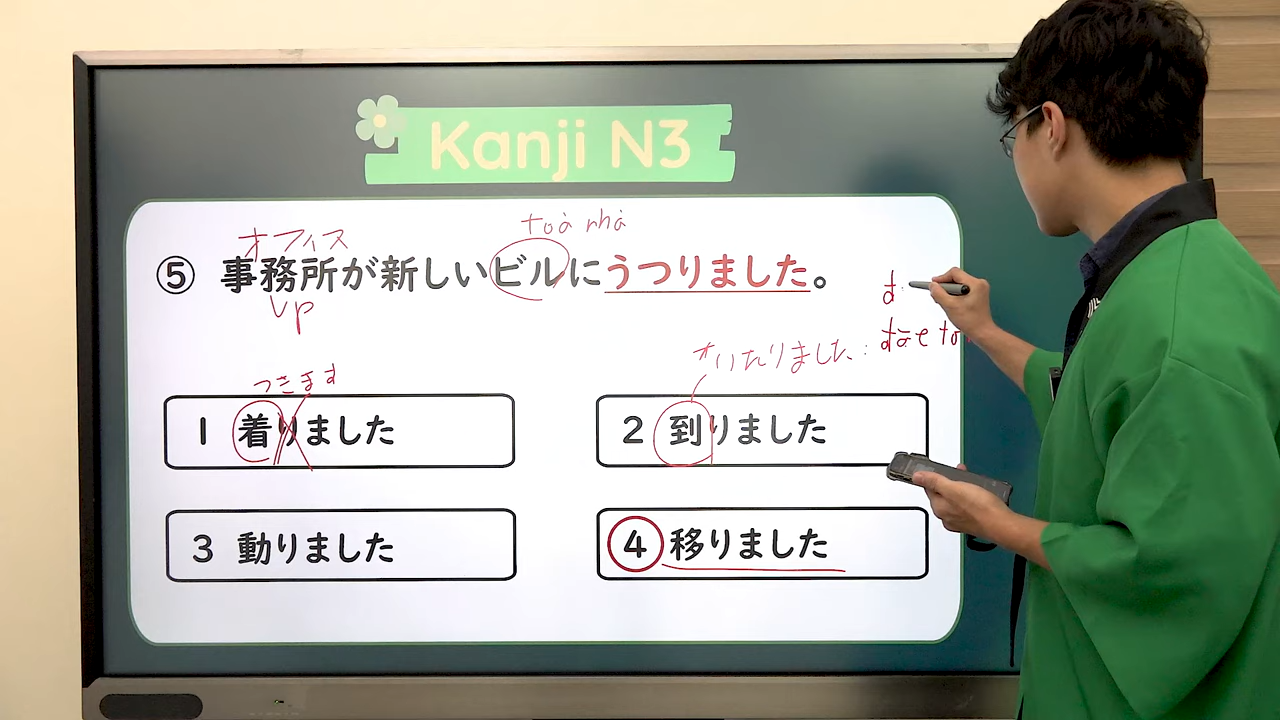 Kanji N3
toà nhà
オフィス
⑤ 事務所が新しいビルにうつりました。
Vp
đ
いたりました:
つきます
1 着りました
2 到りました
3 動りました
④ 移りました